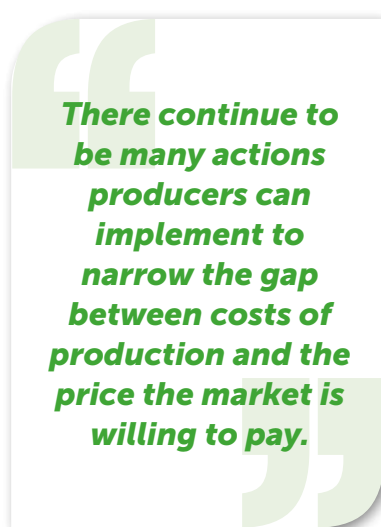 There continue to
be many actions
producers can
implement to
narrow the gap
between costs of
production and the
price the market is
willing to pay.